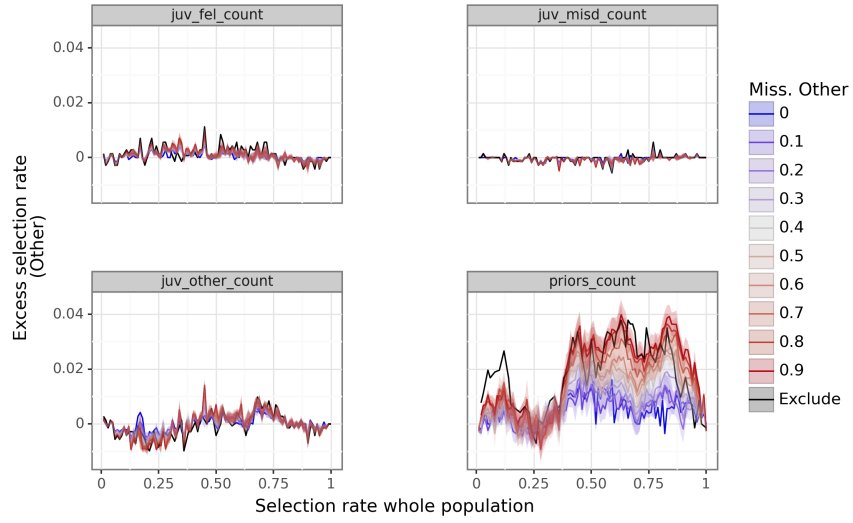 juv_fel_count
juv_misd_count
0.04
0.02
0
Miss. Other
0
0.1
0.2
0.3
0.4
0.5
0.6
0.7
0.8
0.9
Exclude
Excess selection rate
(Other)
juv_other_count
priors_count
0.04
0.02
0
0 0.25 0.50 0.75 1
0 0.25 0.50 0.75 1
Selection rate whole population